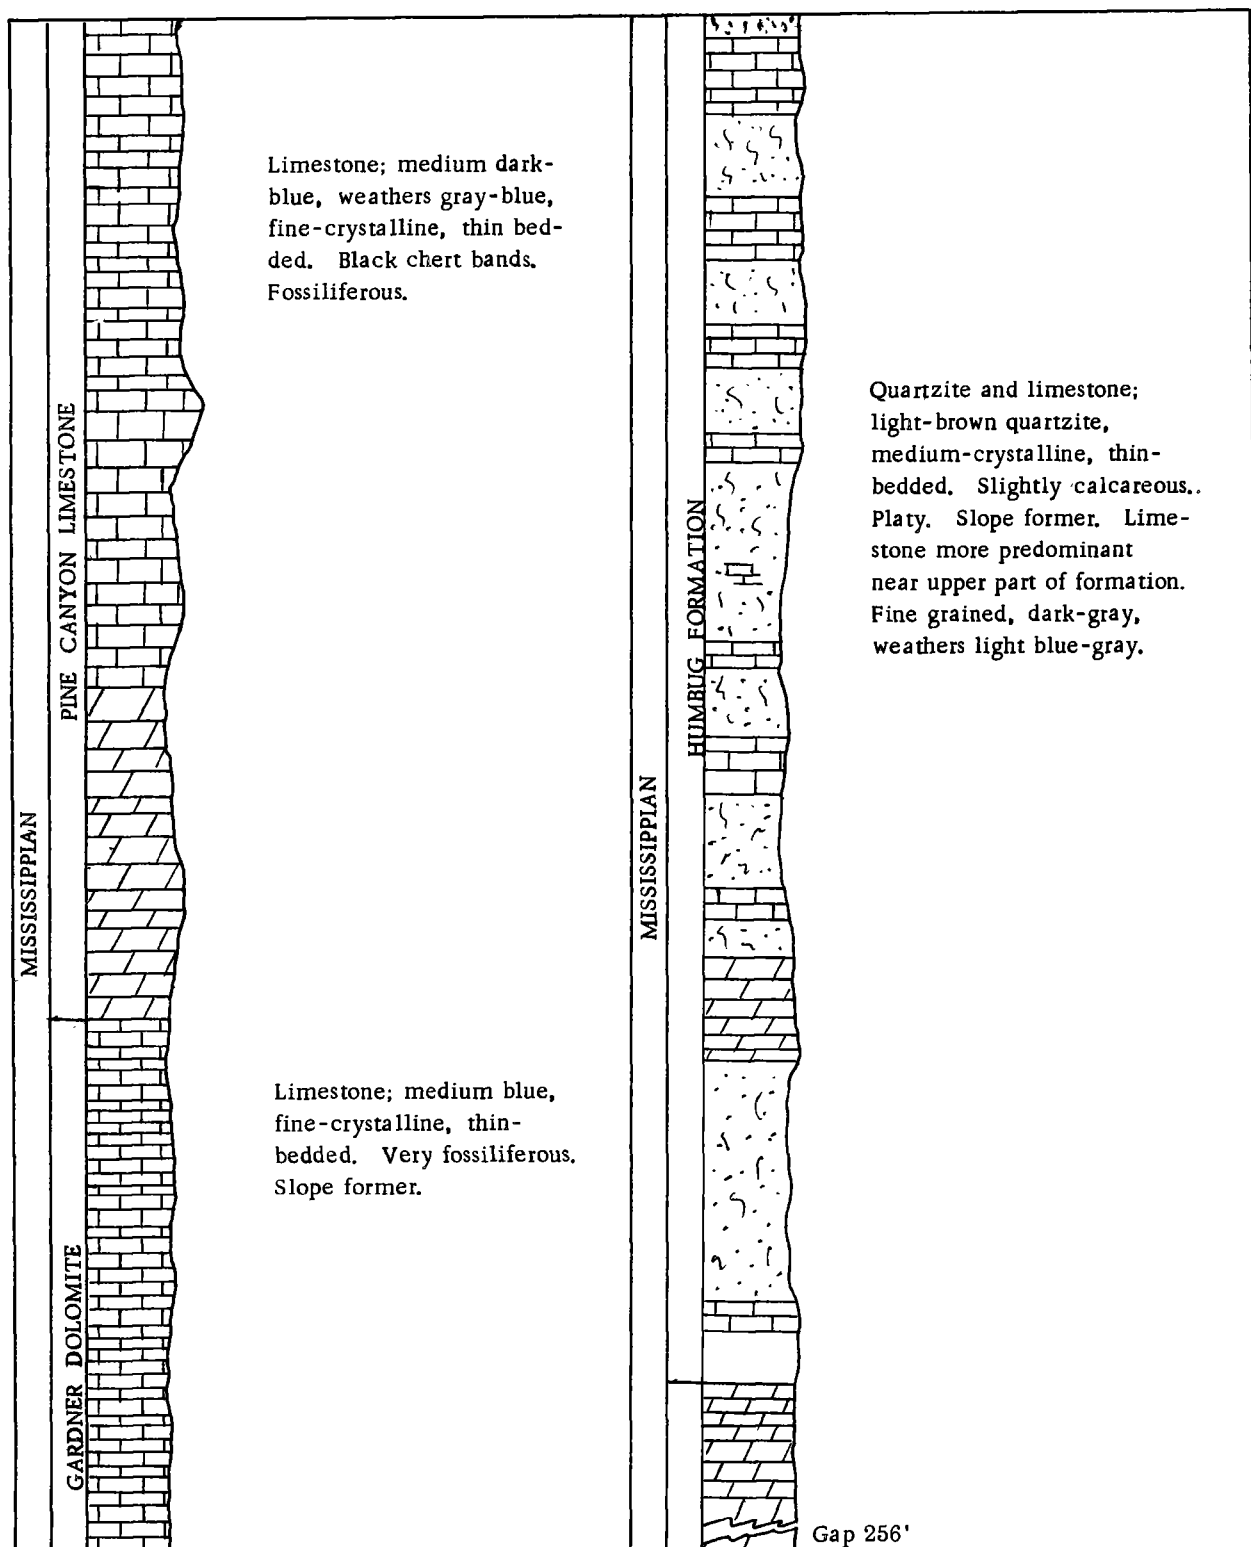 MISSISSIPPIAN
PINE CANYON LIMESTONE
GARDNER DOLOMITE
Limestone; medium dark-
blue, weathers gray-blue,
fine-crystalline, thin bed-
ded. Black chert bands.
Fossiliferous.
Limestone; medium blue,
fine-crystalline, thin-
bedded. Very fossiliferous.
Slope former.
MISSISSIPPIAN
HUMBUG FORMATION
Quartzite and limestone;
light-brown quartzite,
medium-crystalline, thin-
bedded. Slightly calcareous..
Platy. Slope former. Lime-
stone more predominant
near upper part of formation.
Fine grained, dark-gray,
weathers light blue-gray.
Gap 256'